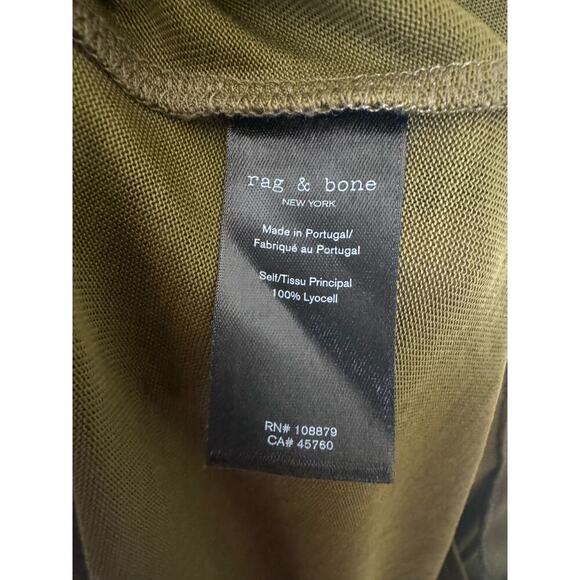 rag & bone
NEW YORK
Made in Portugal/
Fabriqué au Portugal
Self/Tissu Principal
100% Lyocell
RN# 108879
CA# 45760